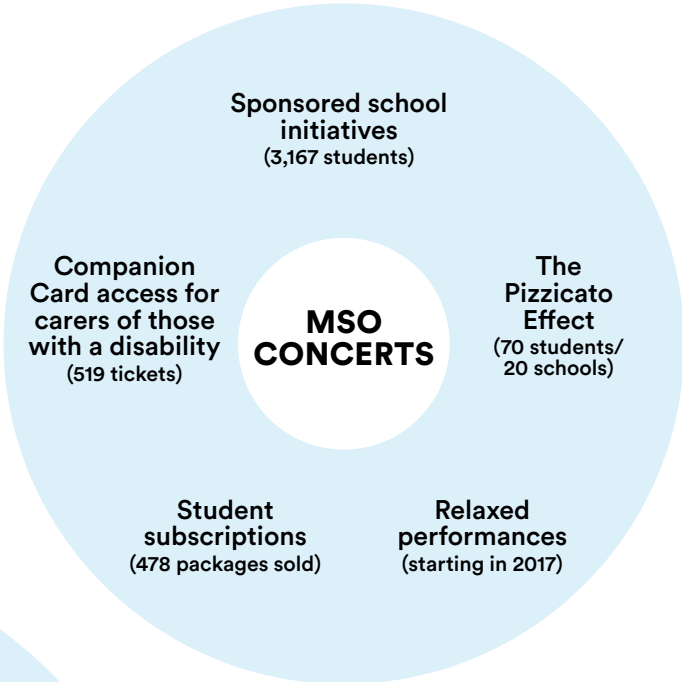 Sponsored school
initiatives
(3,167 students)
Companion
Card access for
carers of those
with a disability
(519 tickets)
MSO
CONCERTS
The
Pizzicato
Effect
(70 students/
20 schools)
Student
subscriptions
(478 packages sold)
Relaxed
performances
(starting in 2017)